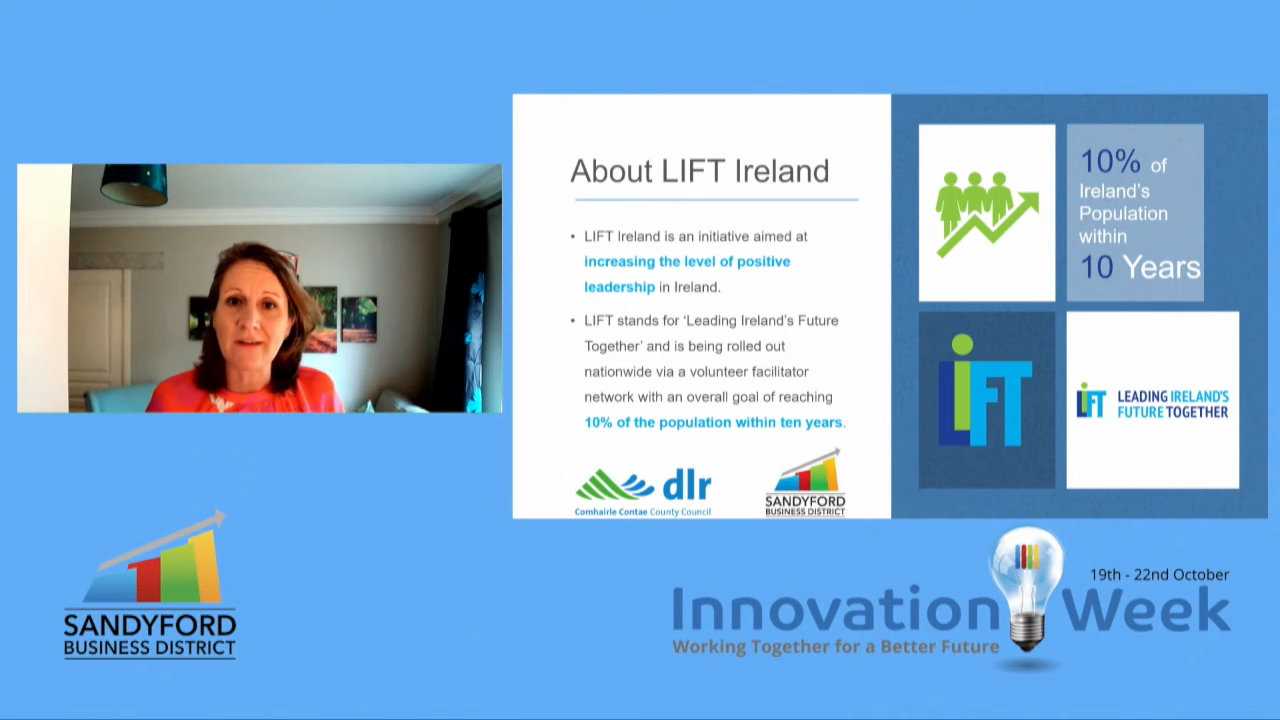 About LIFT Ireland
• LIFT Ireland is an initiative aimed at
increasing the level of positive
leadership in Ireland.
• LIFT stands for ‘Leading Ireland’s Future
Together’ and is being rolled out
nationwide via a volunteer facilitator
network with an overall goal of reaching
10% of the population within ten years.
dlr
Comhairle Contae County Council
SANDYFORD
BUSINESS DISTRICT
10% of
Ireland’s
Population
within
10 Years
LiFT
LiFT LEADING IRELAND’S
FUTURE TOGETHER
SANDYFORD
BUSINESS DISTRICT
19th - 22nd October
Innovation Week
Working Together for a Better Future